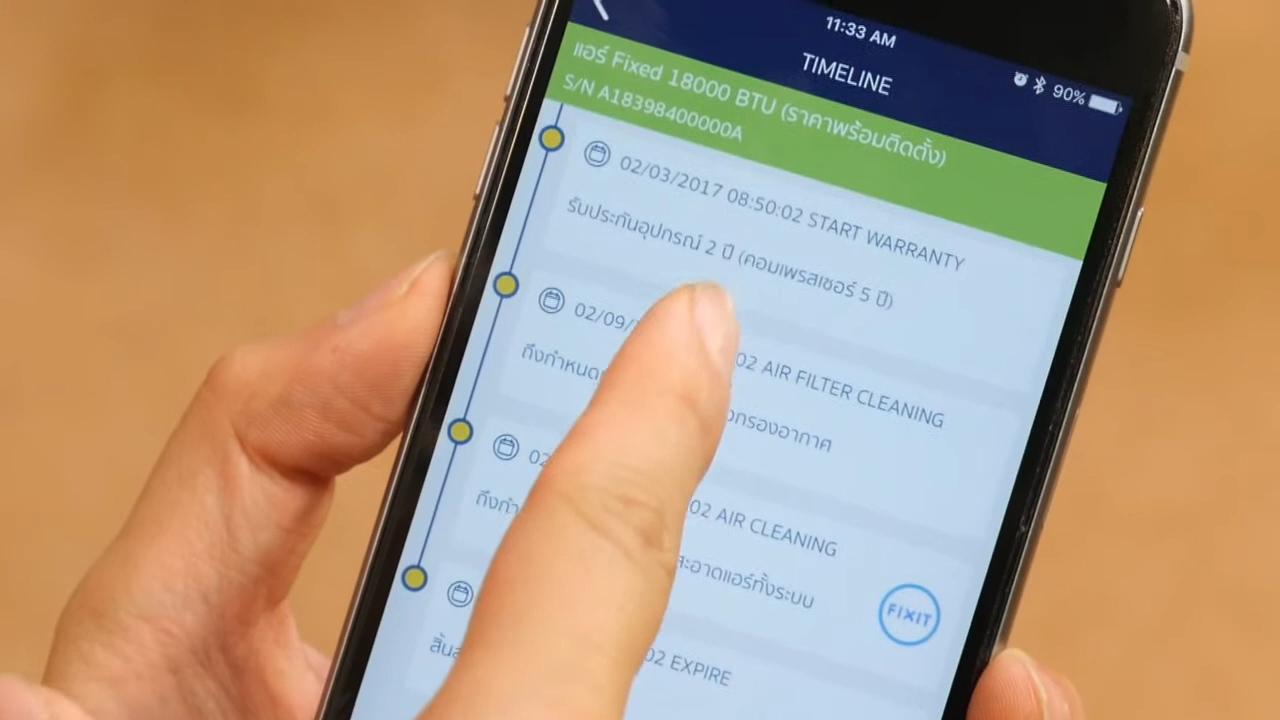 11:33 AM
90%
TIMELINE
แอร์ Fixed 18000 BTU (ราคาพร้อมติดตั้ง)
S/N A18398400000A
02/03/2017 08:50:02 START WARRANTY
รับประกันอุปกรณ์ 2 ปี (คอมเพรสเซอร์ 5 ปี)
02/09/ 02 AIR FILTER CLEANING
ถึงกำหนด กรองอากาศ
02 02 AIR CLEANING
ถึงกำ สะอาดแอร์ทั้งระบบ
FIXIT
02 EXPIRE